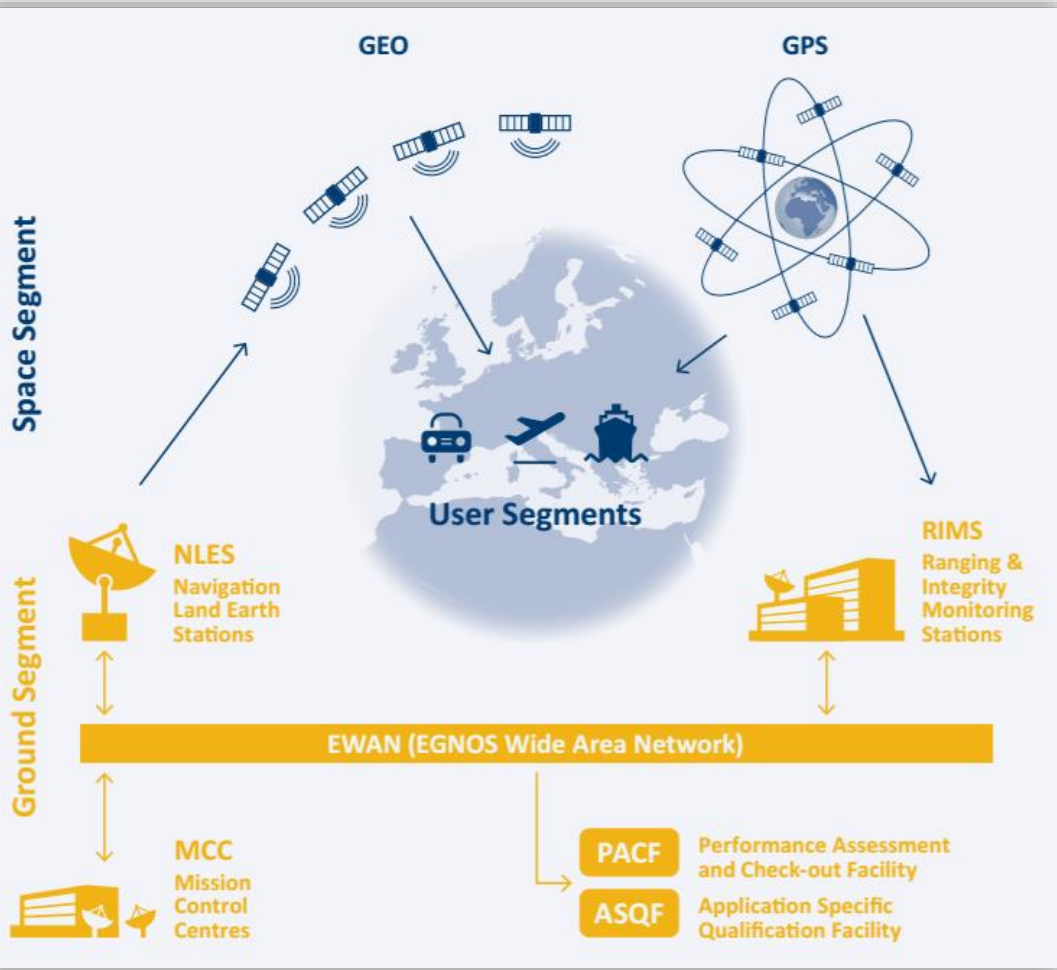 GEO
GPS
Space Segment
User Segments
NLES
Navigation
Land Earth
Stations
RIMS
Ranging &
Integrity
Monitoring
Stations
Ground Segment
EWAN (EGNOS Wide Area Network)
MCC
Mission
Control
Centres
PACF
Performance Assessment
and Check-out Facility
ASQF
Application Specific
Qualification Facility